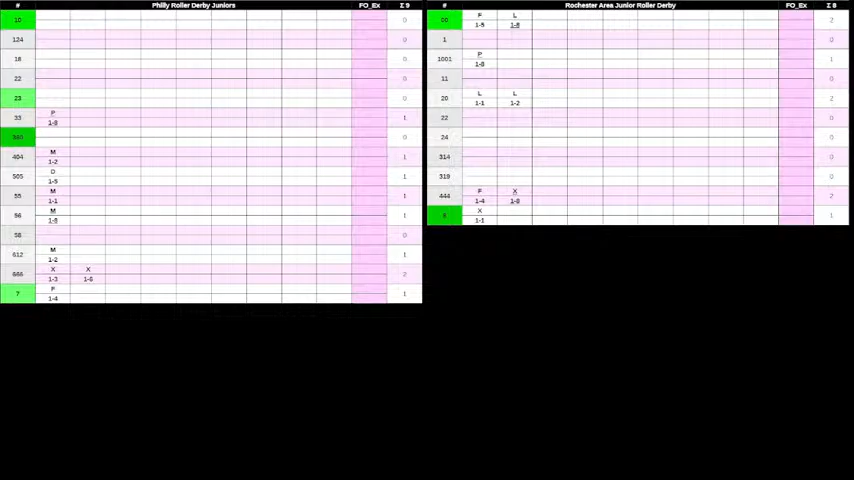 # Philly Roller Derby Juniors FO_Ex Σ 9
10 0
124 0
18 0
22 0
23 0
33 P 1-8 1
0
404 M 1-2 1
505 D 1-5 1
55 M 1-1 1
56 M 1-8 1
58 0
612 M 1-2 1
666 X 1-3 X 1-6 2
7 F 1-4 1
# Rochester Area Junior Roller Derby FO_Ex Σ 8
00 F 1-5 L 1-8 2
1 0
1001 P 1-8 1
11 0
20 L 1-1 L 1-2 2
22 0
24 0
314 0
319 0
444 F 1-4 X 1-8 2
X 1-1 1